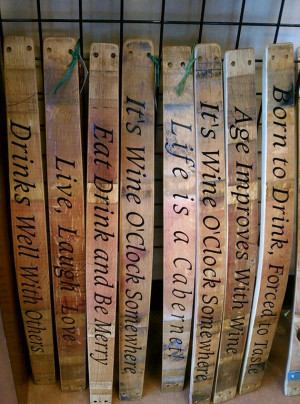 Drinks Well With Others
Live, Laugh Love
Eat Drink and Be Merry
It's Wine O'Clock Somewhere,
Life is a Cabernet
It's Wine O'Clock Somewhere
Age Improves With Wine
Born to Drink, Forced to Taste